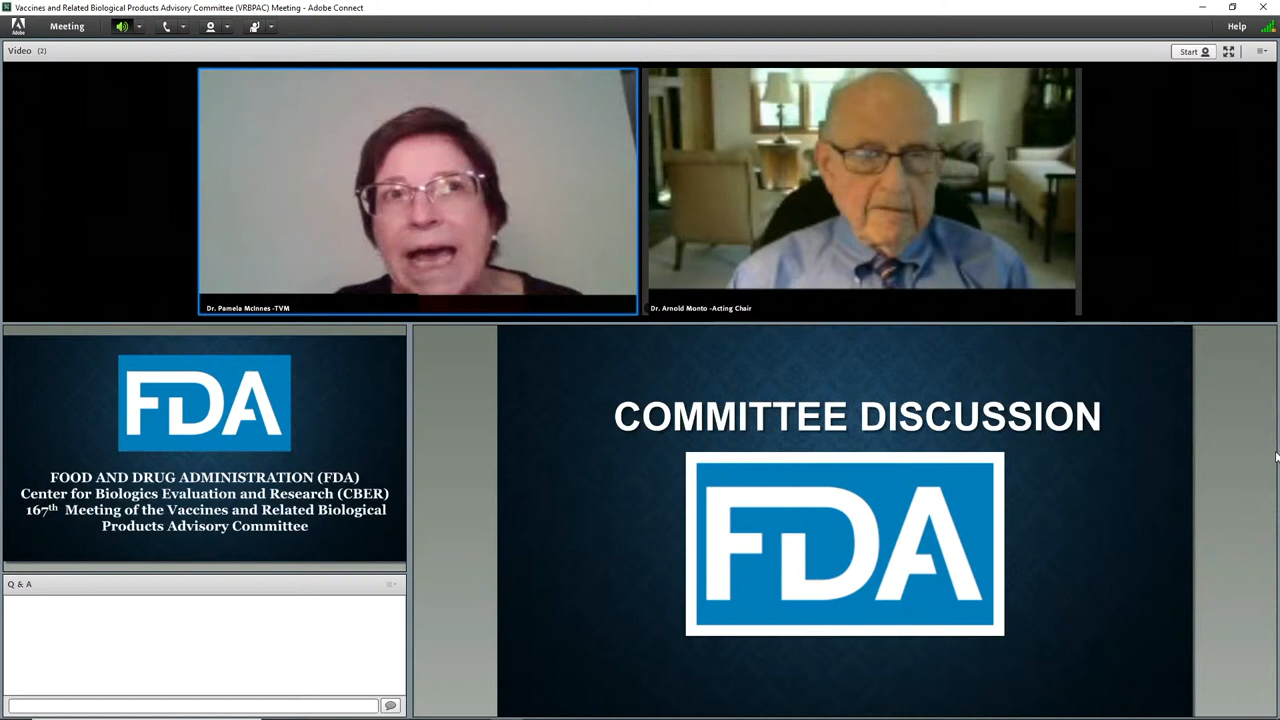 Vaccines and Related Biological Products Advisory Committee (VRBPAC) Meeting - Adobe Connect
Adobe
Meeting
Help
Video (2)
Start
Dr. Pamela McInnes -TVM
Dr. Arnold Monto -Acting Chair
FDA
FOOD AND DRUG ADMINISTRATION (FDA)
Center for Biologics Evaluation and Research (CBER)
167th Meeting of the Vaccines and Related Biological
Products Advisory Committee
Q & A
COMMITTEE DISCUSSION
FDA